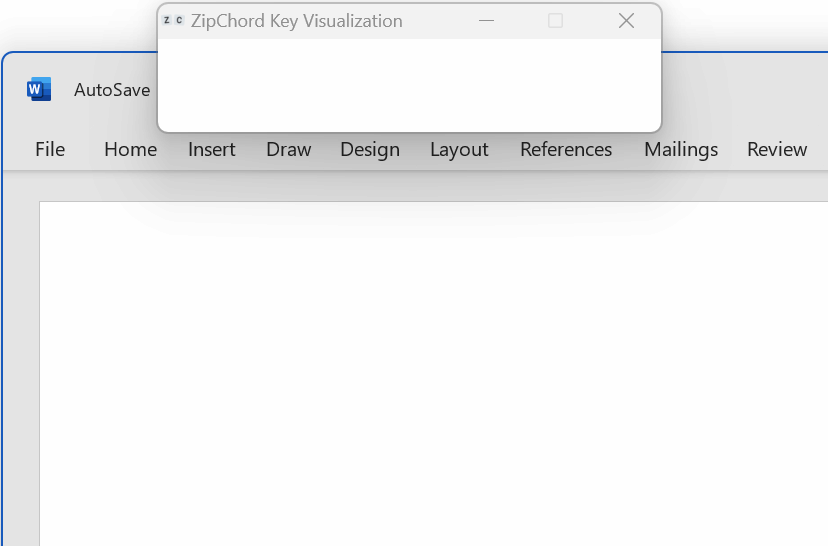 Z C ZipChord Key Visualization
W AutoSave
File Home Insert Draw Design Layout References Mailings Review